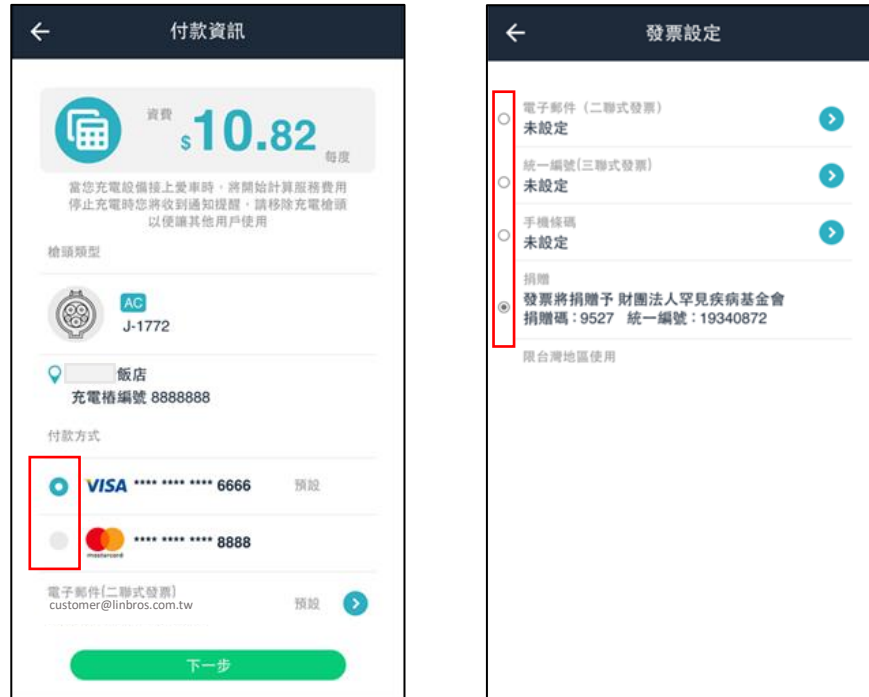 付款資訊
資費
$10.82
每度
當您充電設備接上愛車時，將開始計算服務費用
停止充電時您將收到通知提醒，請移除充電槍頭
以便讓其他用戶使用
槍頭類型
AC
J-1772
飯店
充電樁編號 8888888
付款方式
VISA **** **** **** 6666 預設
mastercard **** **** **** 8888
電子郵件(二聯式發票)
customer@linbros.com.tw 預設
下一步
發票設定
電子郵件（二聯式發票）
未設定
統一編號(三聯式發票)
未設定
手機條碼
未設定
捐贈
發票將捐贈予 財團法人罕見疾病基金會
捐贈碼：9527 統一編號：19340872
限台灣地區使用